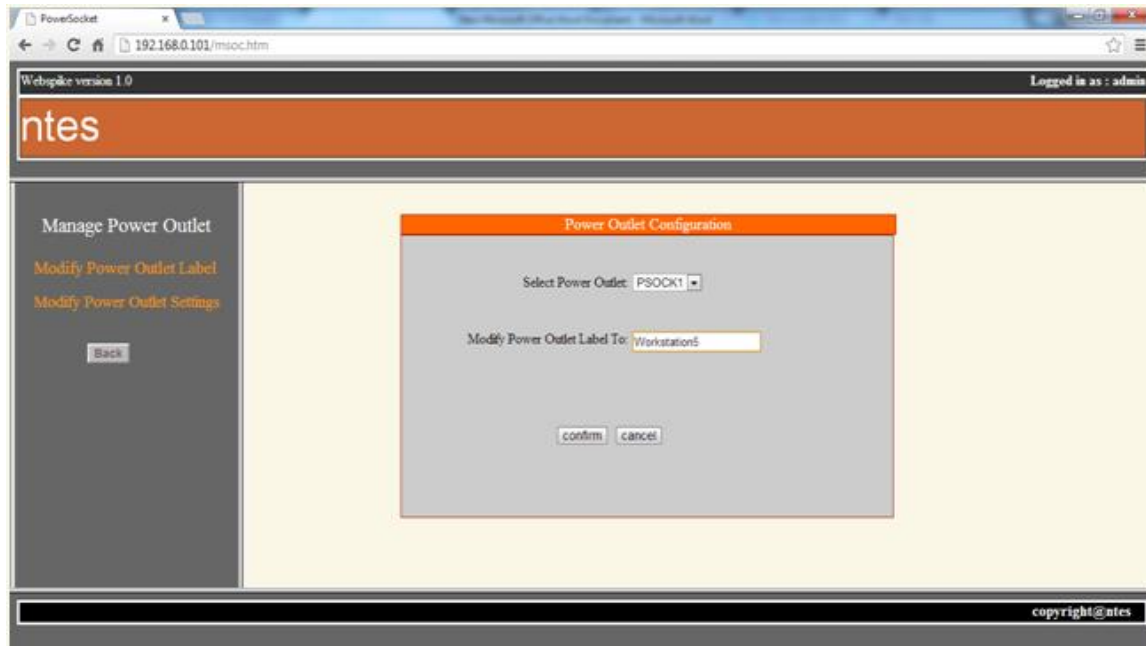 PowerSocket
192.168.0.101/msoc.htm
Webspike version 1.0
Logged in as : admin
ntes
Manage Power Outlet
Modify Power Outlet Label
Modify Power Outlet Settings
Back
Power Outlet Configuration
Select Power Outlet: PSOCK1
Modify Power Outlet Label To: Workstation5
confirm cancel
copyright@ntes